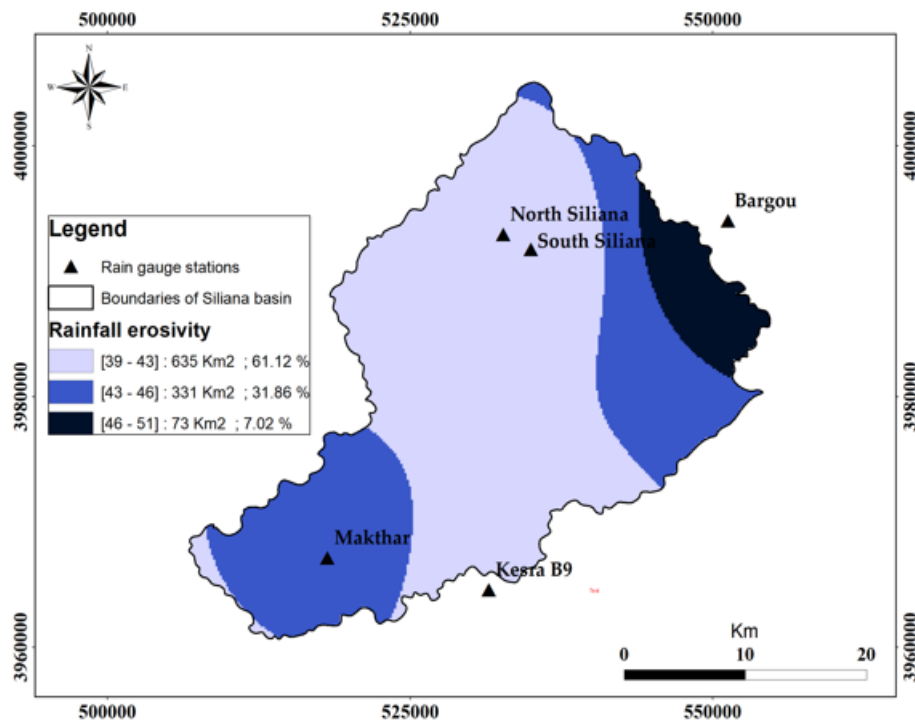 500000 525000 550000
N
W E
S
4000000 4000000
Bargou
North Siliana
South Siliana
Legend
Rain gauge stations
Boundaries of Siliana basin
Rainfall erosivity
[39 - 43] : 635 Km2 ; 61.12 %
[43 - 46] : 331 Km2 ; 31.86 %
[46 - 51] : 73 Km2 ; 7.02 %
3980000 3980000
Makthar
Kesra B9
Km
0 10 20
3960000 3960000
500000 525000 550000